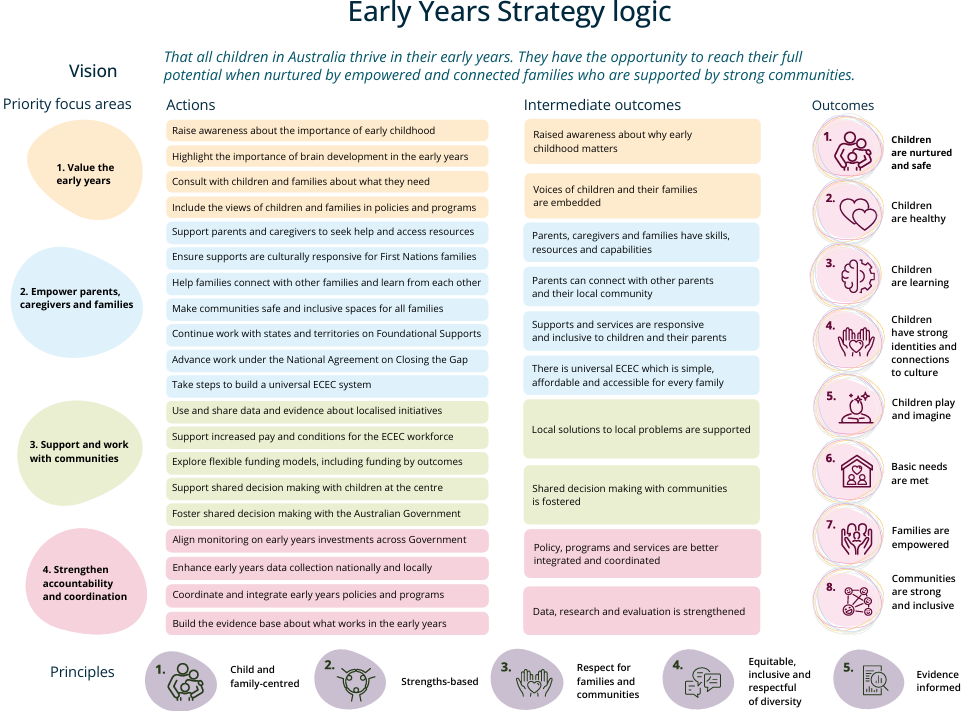 Early Years Strategy logic
Vision
That all children in Australia thrive in their early years. They have the opportunity to reach their full
potential when nurtured by empowered and connected families who are supported by strong communities.
Priority focus areas
Actions
Intermediate outcomes
Outcomes
1. Value the
early years
Raise awareness about the importance of early childhood
Highlight the importance of brain development in the early years
Consult with children and families about what they need
Include the views of children and families in policies and programs
Raised awareness about why early
childhood matters
Voices of children and their families
are embedded
2. Empower parents,
caregivers and families
Support parents and caregivers to seek help and access resources
Ensure supports are culturally responsive for First Nations families
Help families connect with other families and learn from each other
Make communities safe and inclusive spaces for all families
Continue work with states and territories on Foundational Supports
Advance work under the National Agreement on Closing the Gap
Take steps to build a universal ECEC system
Parents, caregivers and families have skills,
resources and capabilities
Parents can connect with other parents
and their local community
Supports and services are responsive
and inclusive to children and their parents
There is universal ECEC which is simple,
affordable and accessible for every family
3. Support and work
with communities
Use and share data and evidence about localised initiatives
Support increased pay and conditions for the ECEC workforce
Explore flexible funding models, including funding by outcomes
Support shared decision making with children at the centre
Foster shared decision making with the Australian Government
Local solutions to local problems are supported
Shared decision making with communities
is fostered
4. Strengthen
accountability
and coordination
Align monitoring on early years investments across Government
Enhance early years data collection nationally and locally
Coordinate and integrate early years policies and programs
Build the evidence base about what works in the early years
Policy, programs and services are better
integrated and coordinated
Data, research and evaluation is strengthened
1.
Children
are nurtured
and safe
2.
Children
are healthy
3.
Children
are learning
4.
Children
have strong
identities and
connections
to culture
5.
Children play
and imagine
6.
Basic needs
are met
7.
Families are
empowered
8.
Communities
are strong
and inclusive
Principles
1.
Child and
family-centred
2.
Strengths-based
3.
Respect for
families and
communities
4.
Equitable,
inclusive and
respectful
of diversity
5.
Evidence
informed